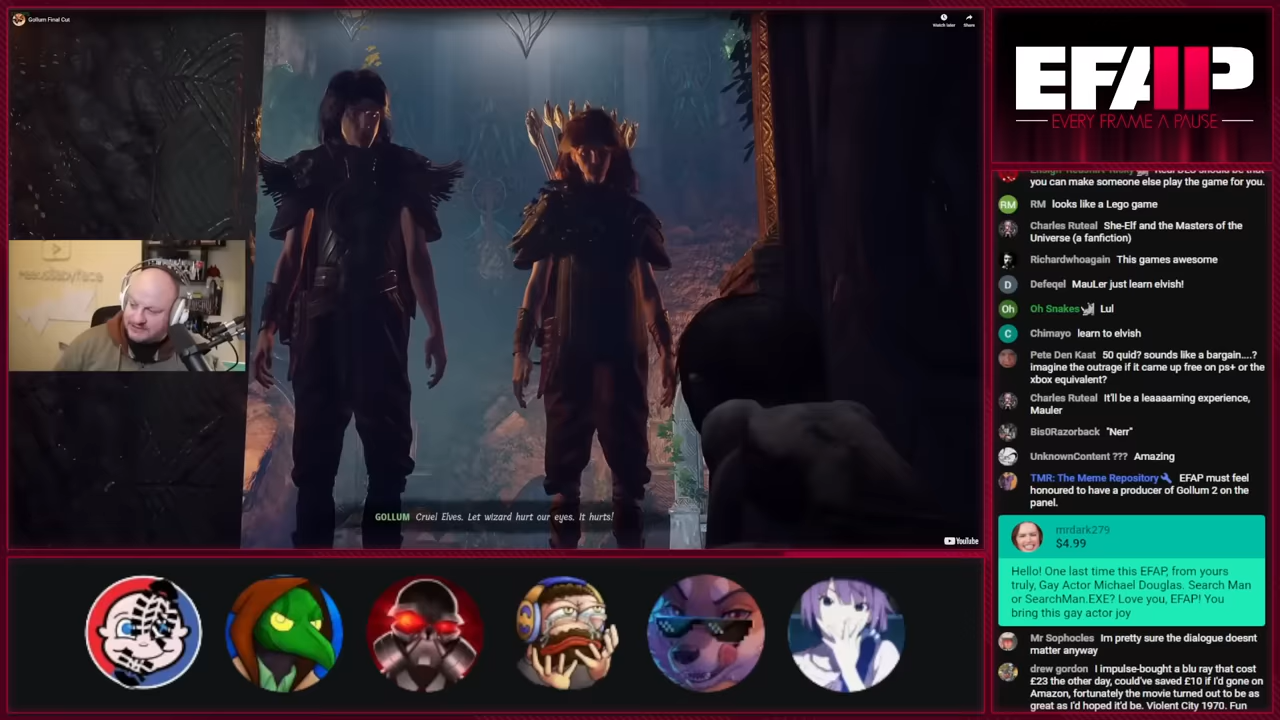 Gollum Final Cut
Watch later
Share
GOLLUM Cruel Elves. Let wizard hurt our eyes. It hurts!
YouTube
EFAP
EVERY FRAME A PAUSE
you can make someone else play the game for you.
RM looks like a Lego game
Charles Ruteal She-Elf and the Masters of the
Universe (a fanfiction)
Richardwhoagain This games awesome
D Defeqel MauLer just learn elvish!
Oh Oh Snakes Lul
C Chimayo learn to elvish
Pete Den Kaat 50 quid? sounds like a bargain....?
imagine the outrage if it came up free on ps+ or the
xbox equivalent?
Charles Ruteal It'll be a leaaaarning experience,
Mauler
Bis0Razorback "Nerr"
UnknownContent ??? Amazing
TMR: The Meme Repository EFAP must feel
honoured to have a producer of Gollum 2 on the
panel.
mrdark279
$4.99
Hello! One last time this EFAP, from yours
truly, Gay Actor Michael Douglas. Search Man
or SearchMan.EXE? Love you, EFAP! You
bring this gay actor joy
Mr Sophocles Im pretty sure the dialogue doesnt
matter anyway
drew gordon I impulse-bought a blu ray that cost
£23 the other day, could've saved £10 if I'd gone on
Amazon, fortunately the movie turned out to be as
great as I'd hoped it'd be. Violent City 1970. Fun